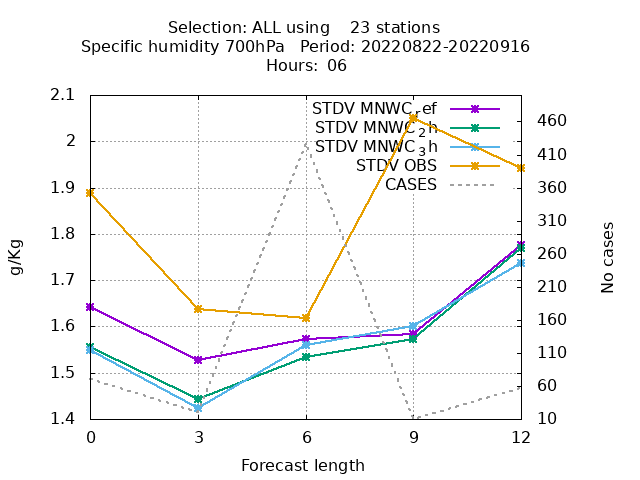 Selection: ALL using    23 stations
Specific humidity 700hPa   Period: 20220822-20220916
Hours:  06
STDV MNWC_ref
STDV MNWC_2h
STDV MNWC_3h
STDV OBS
CASES
2.1
2
1.9
1.8
1.7
1.6
1.5
1.4
g/Kg
460
410
360
310
260
210
160
110
60
10
No cases
0 3 6 9 12
Forecast length